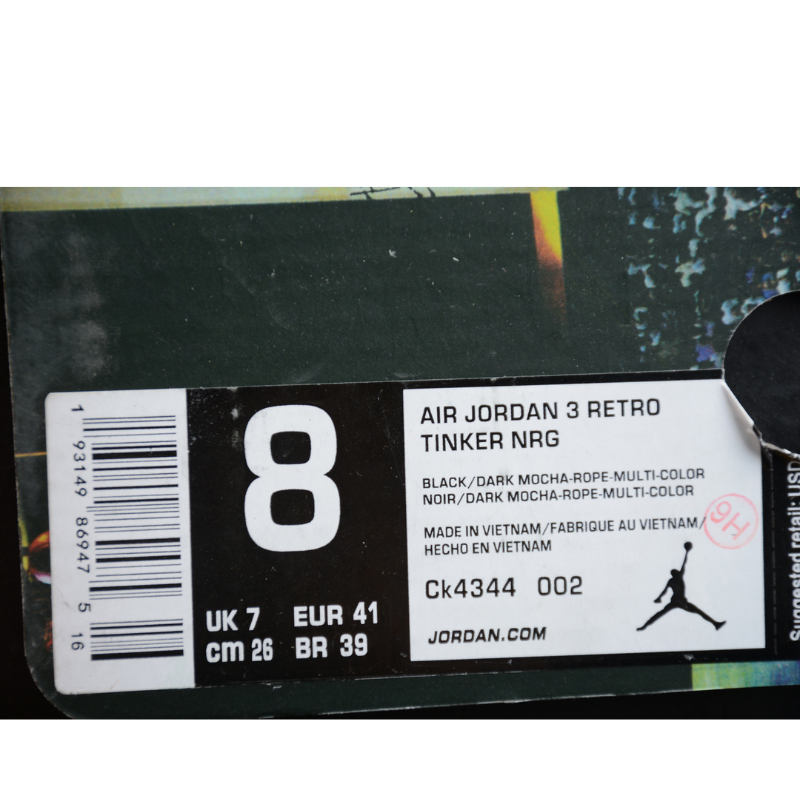 1 93149 86947 5 16
8
UK 7 EUR 41
cm 26 BR 39
AIR JORDAN 3 RETRO
TINKER NRG
BLACK/DARK MOCHA-ROPE-MULTI-COLOR
NOIR/DARK MOCHA-ROPE-MULTI-COLOR
MADE IN VIETNAM/FABRIQUE AU VIETNAM/
HECHO EN VIETNAM
Ck4344 002
JORDAN.COM
H6
Suggested retail: USD